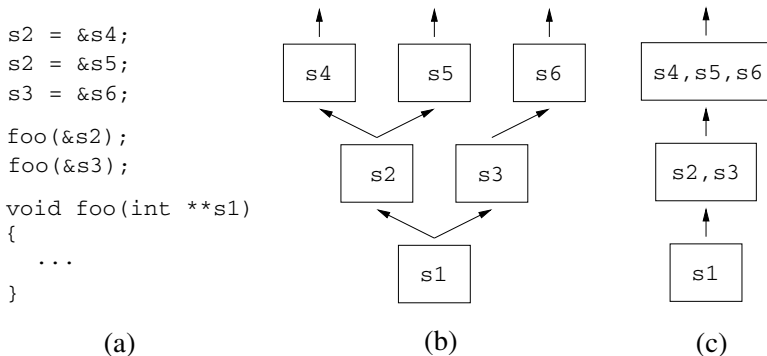 s2 = &s4;
s2 = &s5;
s3 = &s6;
foo(&s2);
foo(&s3);
void foo(int **s1)
{
...
}
(a)
s4 s5 s6
s2 s3
s1
(b)
s4,s5,s6
s2,s3
s1
(c)